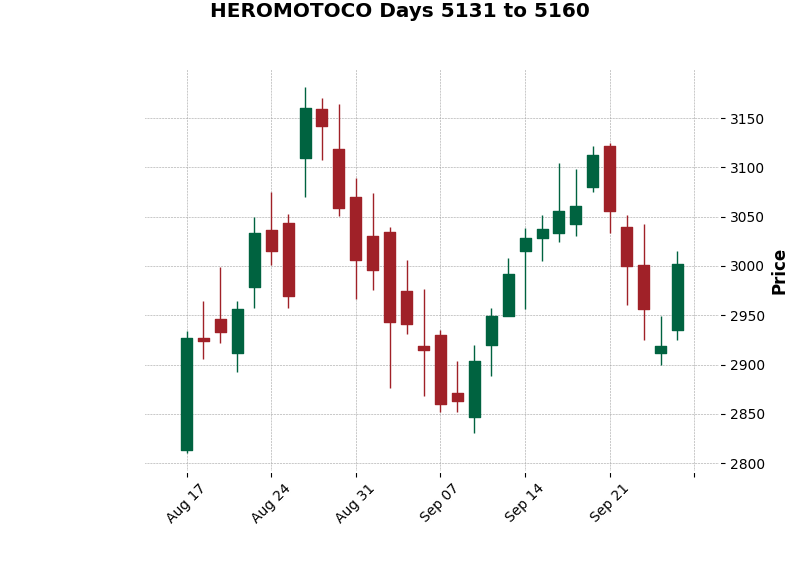 HEROMOTOCO Days 5131 to 5160
3150
3100
3050
3000
2950
2900
2850
2800
Price
Aug 17
Aug 24
Aug 31
Sep 07
Sep 14
Sep 21